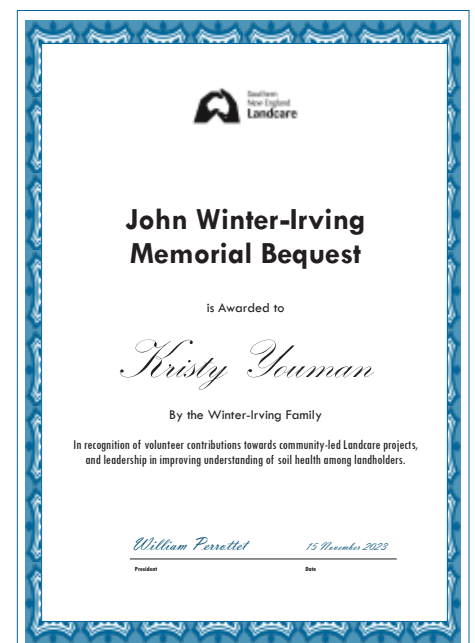 Southern
New England
Landcare
John Winter-Irving
Memorial Bequest
is Awarded to
Kristy Youman
By the Winter-Irving Family
In recognition of volunteer contributions towards community-led Landcare projects,
and leadership in improving understanding of soil health among landholders.
William Perrottet 15 November 2023
President Date